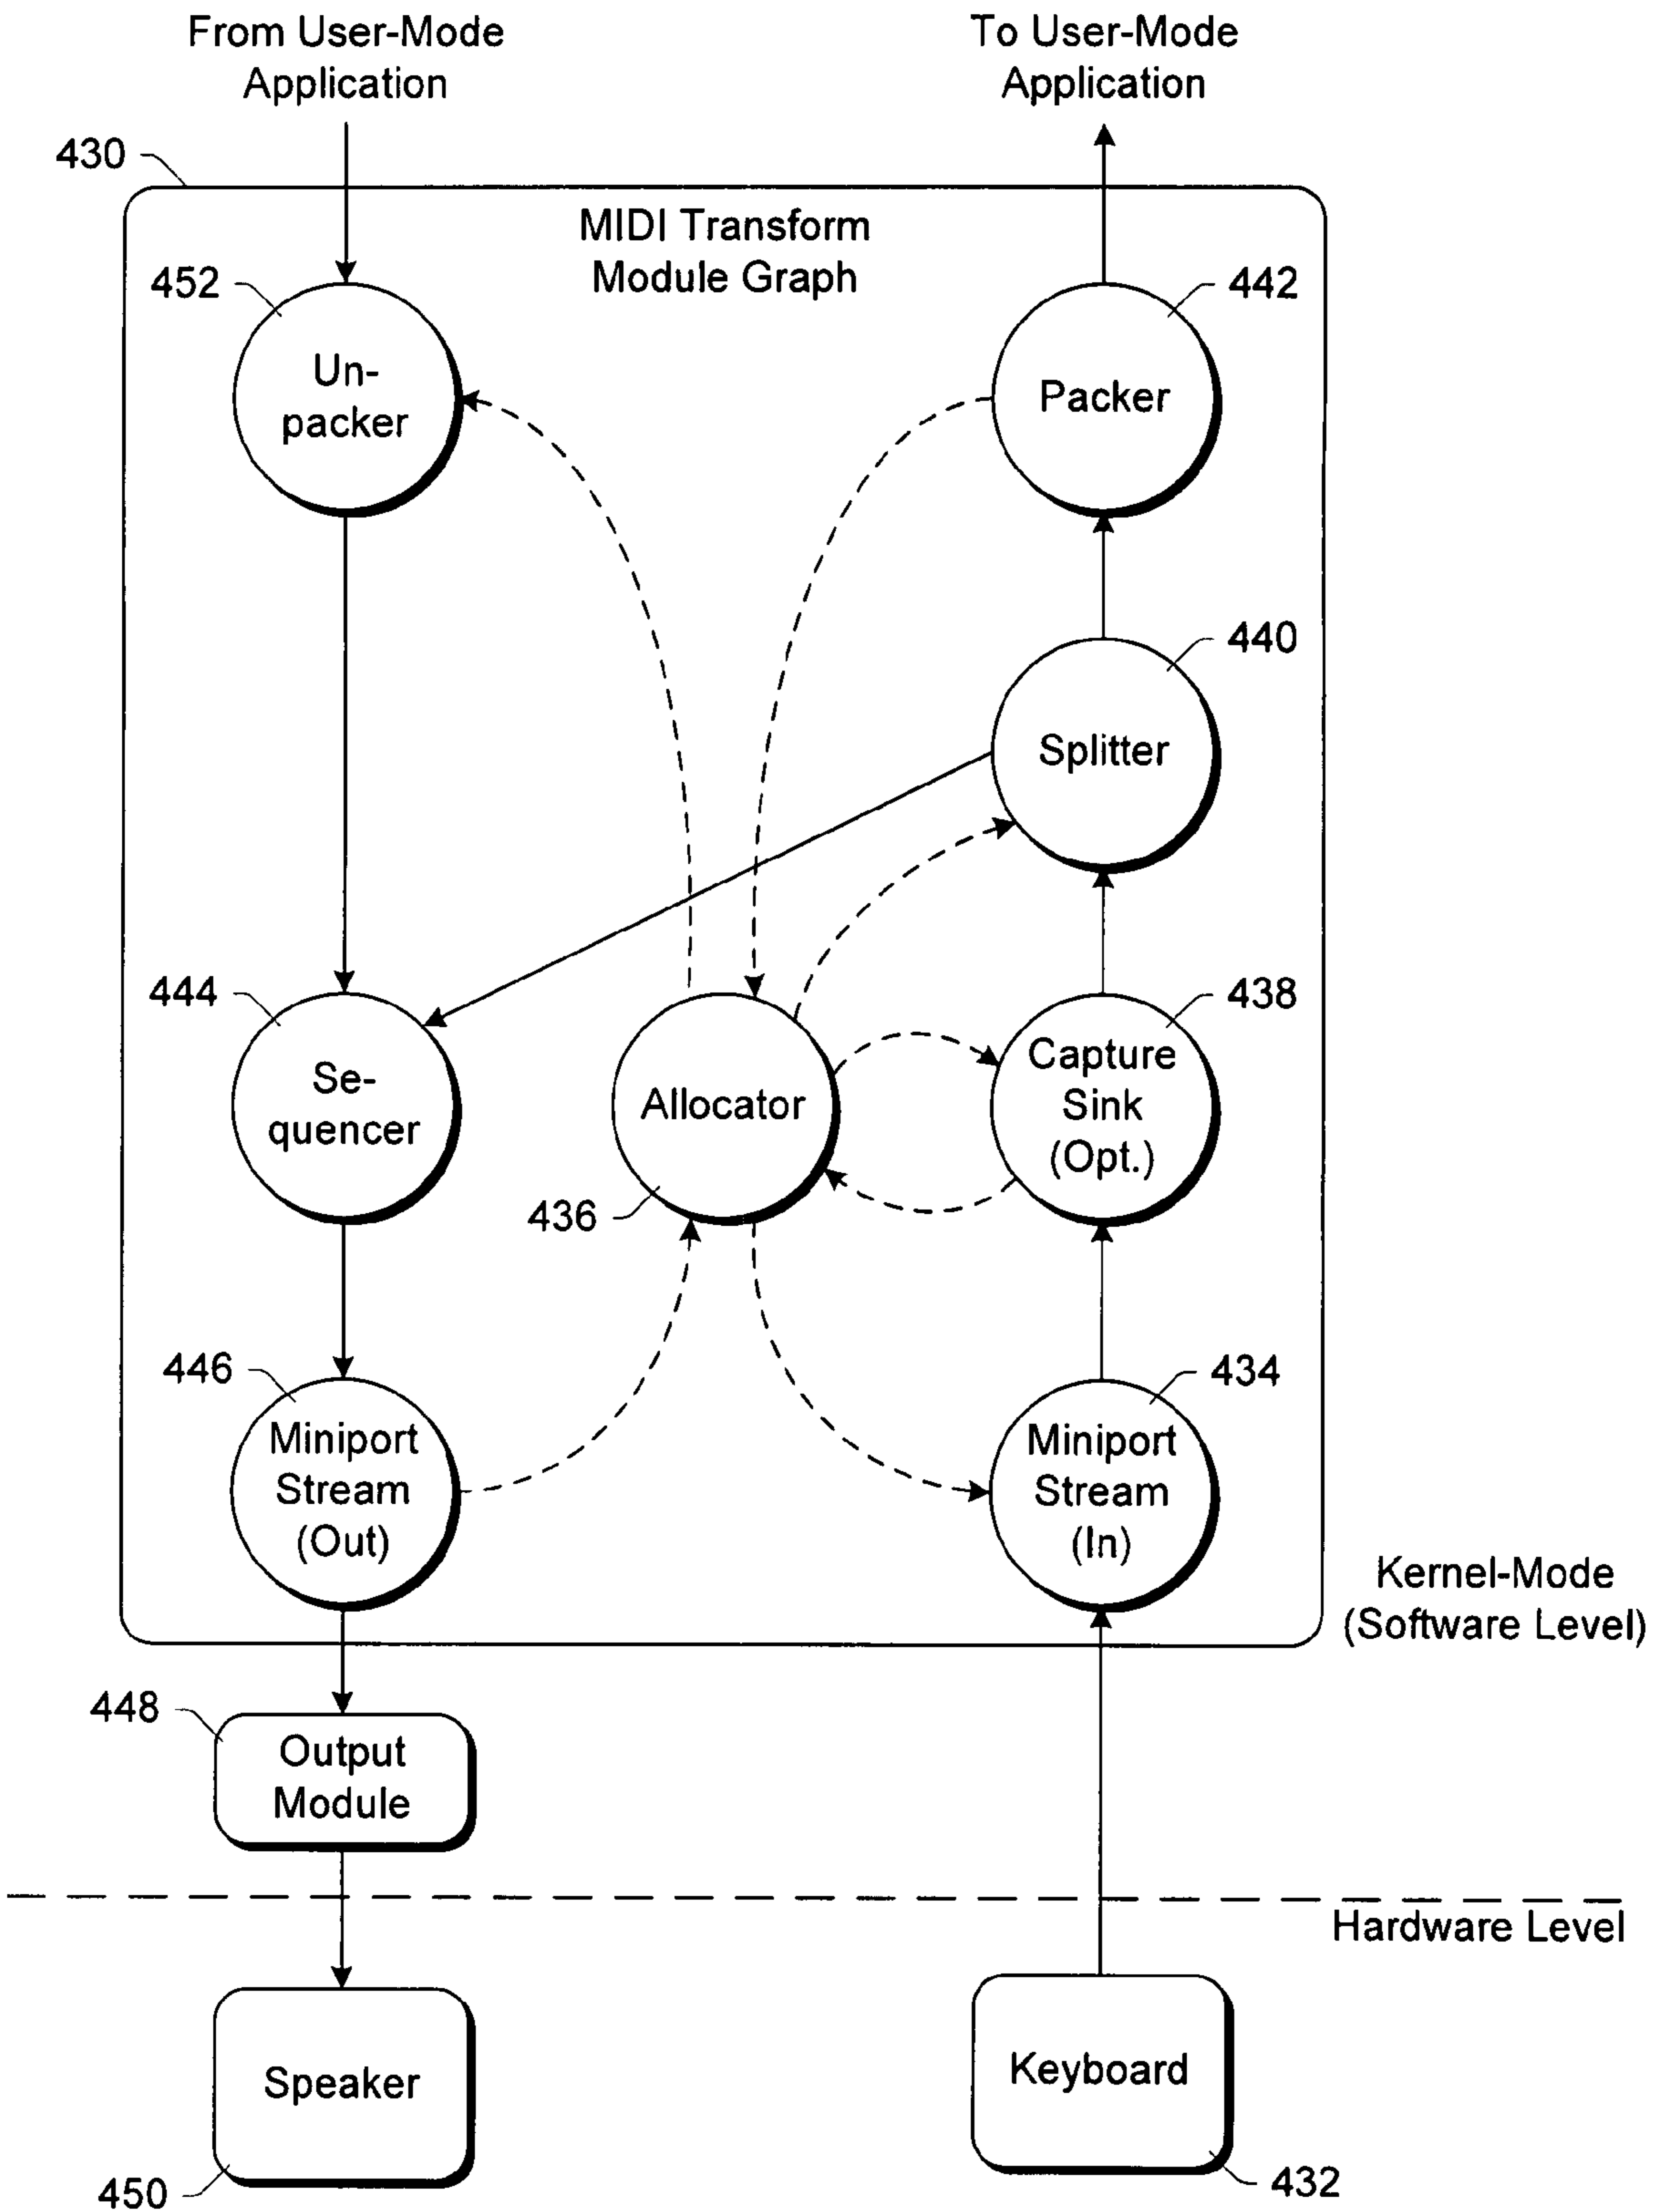 From User-Mode
Application
To User-Mode
Application
430
MIDI Transform
Module Graph
452
Un-
packer
442
Packer
440
Splitter
444
Se-
quencer
436
Allocator
438
Capture
Sink
(Opt.)
446
Miniport
Stream
(Out)
434
Miniport
Stream
(In)
Kernel-Mode
(Software Level)
448
Output
Module
Hardware Level
Speaker
450
Keyboard
432